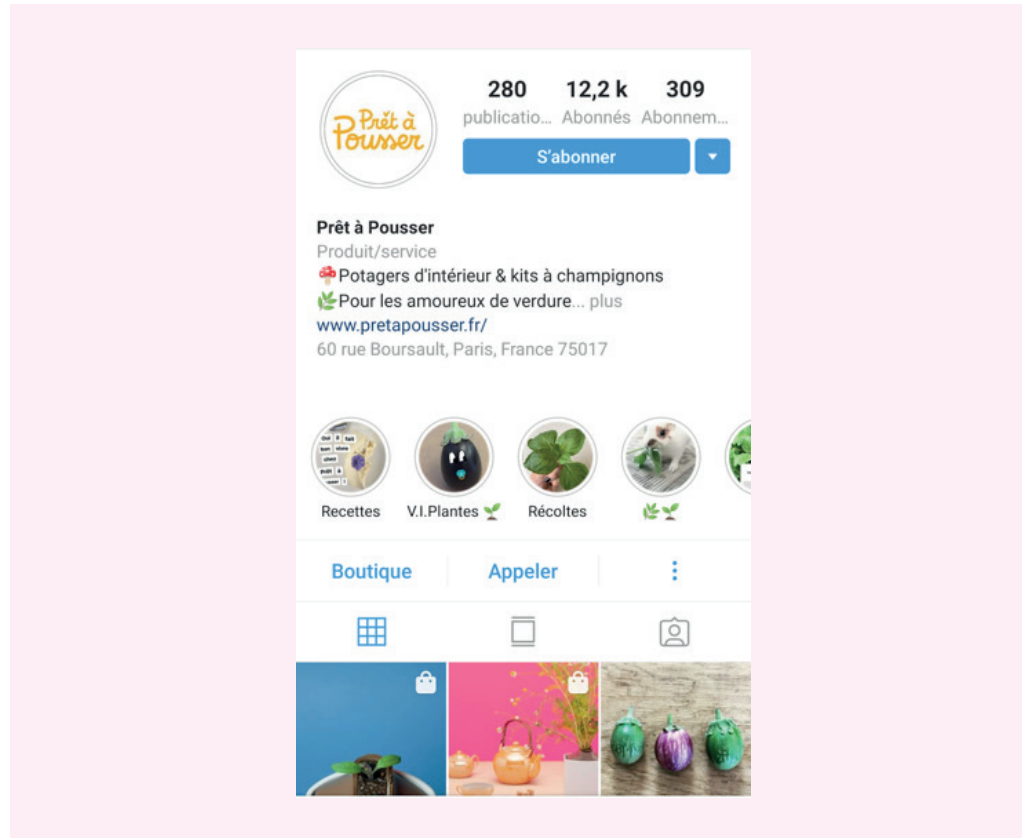 Prêt à
Pousser
280 12,2 k 309
publicatio... Abonnés Abonnem...
S'abonner
Prêt à Pousser
Produit/service
🍄Potagers d'intérieur & kits à champignons
🌿Pour les amoureux de verdure... plus
www.pretapousser.fr/
60 rue Boursault, Paris, France 75017
Recettes V.I.Plantes 🌱 Récoltes 🌿🌱
Boutique Appeler